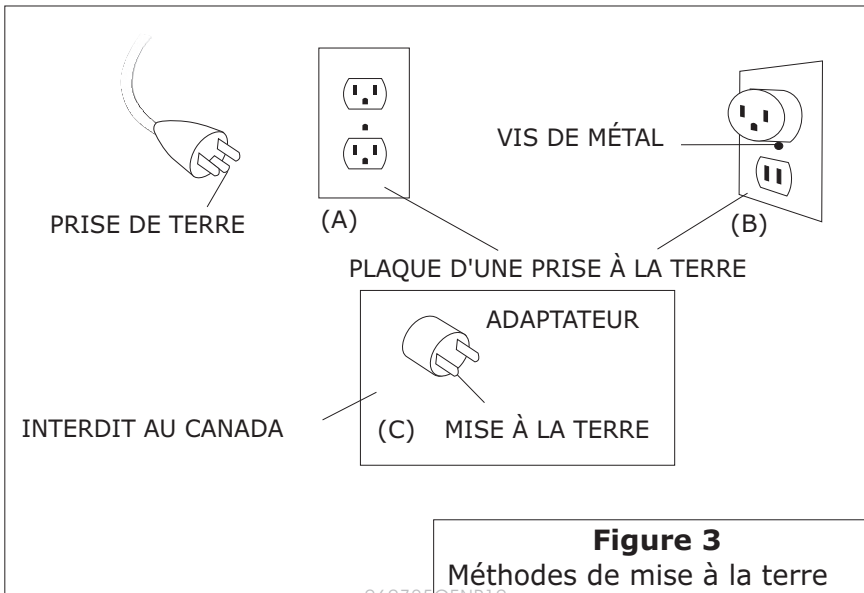 VIS DE MÉTAL
PRISE DE TERRE
(A)
(B)
PLAQUE D'UNE PRISE À LA TERRE
ADAPTATEUR
INTERDIT AU CANADA
(C) MISE À LA TERRE
Figure 3
Méthodes de mise à la terre